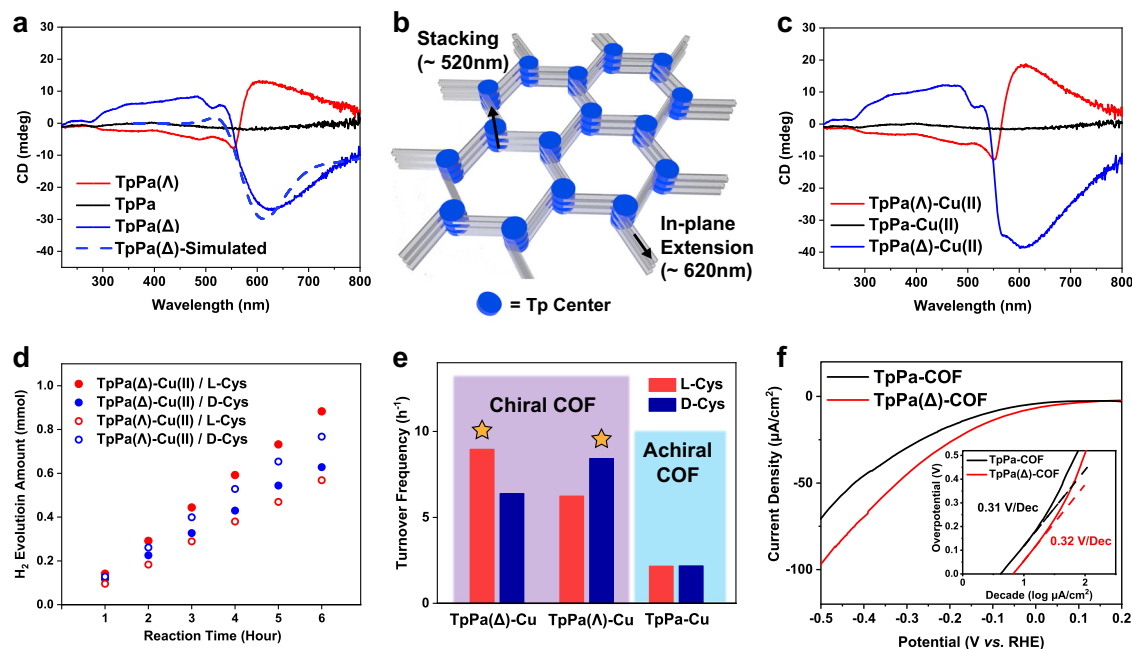 a
CD (mdeg)
30
20
10
0
-10
-20
-30
-40
TpPa(Λ)
TpPa
TpPa(Δ)
TpPa(Δ)-Simulated
300 400 500 600 700 800
Wavelength (nm)
b
Stacking
(~ 520nm)
In-plane
Extension
(~ 620nm)
= Tp Center
c
CD (mdeg)
30
20
10
0
-10
-20
-30
-40
TpPa(Λ)-Cu(II)
TpPa-Cu(II)
TpPa(Δ)-Cu(II)
300 400 500 600 700 800
Wavelength (nm)
d
H2 Evolutioin Amount (mmol)
1.0
0.8
0.6
0.4
0.2
0.0
TpPa(Δ)-Cu(II) / L-Cys
TpPa(Δ)-Cu(II) / D-Cys
TpPa(Λ)-Cu(II) / L-Cys
TpPa(Λ)-Cu(II) / D-Cys
1 2 3 4 5 6
Reaction Time (Hour)
e
Turnover Frequency (h-1)
10
5
0
Chiral COF
L-Cys
D-Cys
Achiral
COF
TpPa(Δ)-Cu TpPa(Λ)-Cu TpPa-Cu
f
Current Density (μA/cm2)
0
-50
-100
TpPa-COF
TpPa(Δ)-COF
Overpotential (V)
0.5
0.4
0.3
0.2
0.1
0.0
TpPa-COF
TpPa(Δ)-COF
0.31 V/Dec
0.32 V/Dec
0 1 2
Decade (log μA/cm2)
-0.5 -0.4 -0.3 -0.2 -0.1 0.0 0.1 0.2
Potential (V vs. RHE)